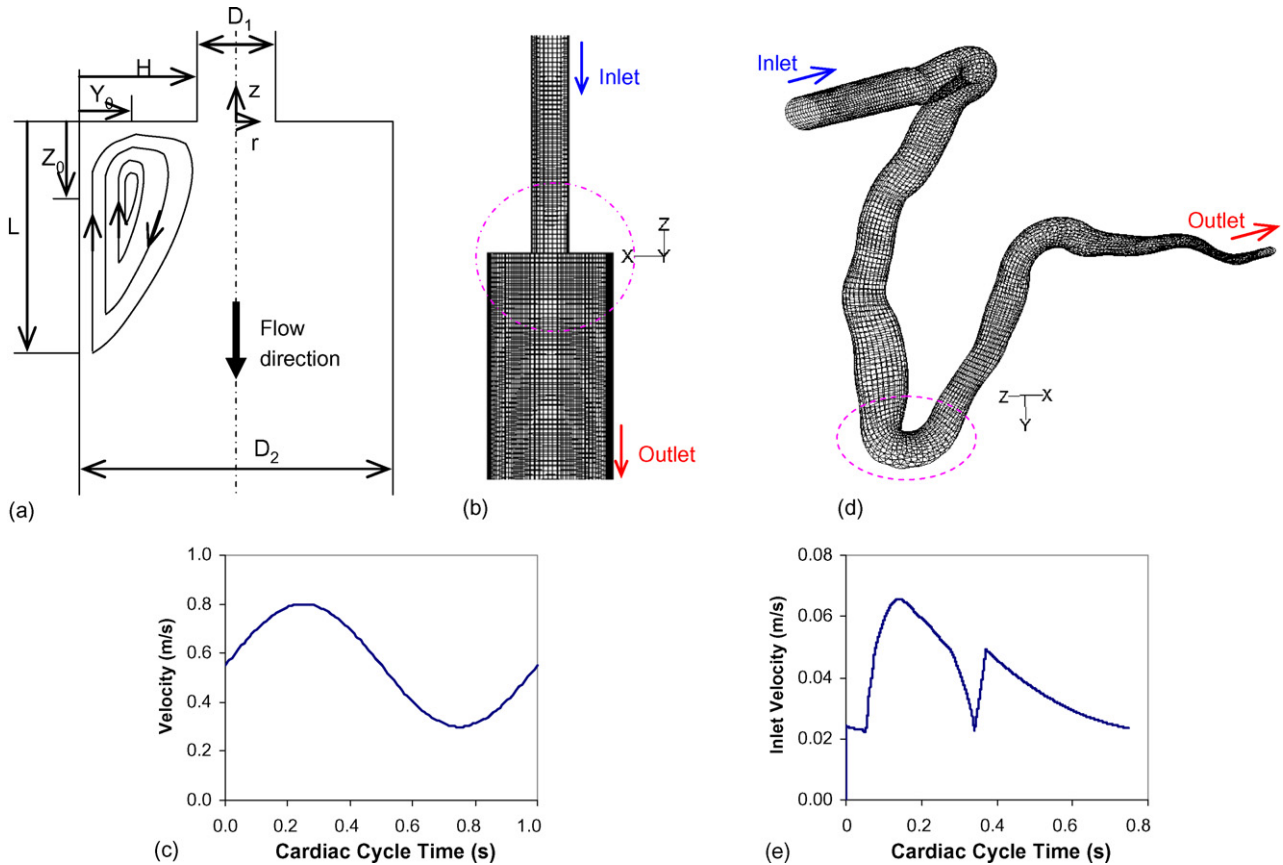 D1
H
Y0
z
r
Z0
L
Flow
direction
D2
(a)
Inlet
Z
X
Y
Outlet
(b)
Inlet
Outlet
Z
X
Y
(d)
1.0
0.8
0.6
0.4
0.2
0.0
Velocity (m/s)
0.0
0.2
0.4
0.6
0.8
1.0
Cardiac Cycle Time (s)
(c)
0.08
0.06
0.04
0.02
0.00
Inlet Velocity (m/s)
0
0.2
0.4
0.6
0.8
Cardiac Cycle Time (s)
(e)